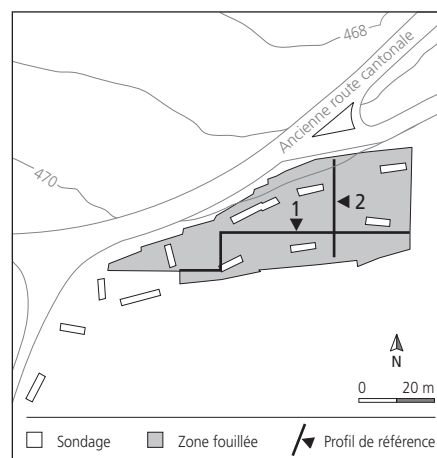 468
Ancienne route cantonale
470
1
2
N
0 20 m
Sondage Zone fouillée Profil de référence